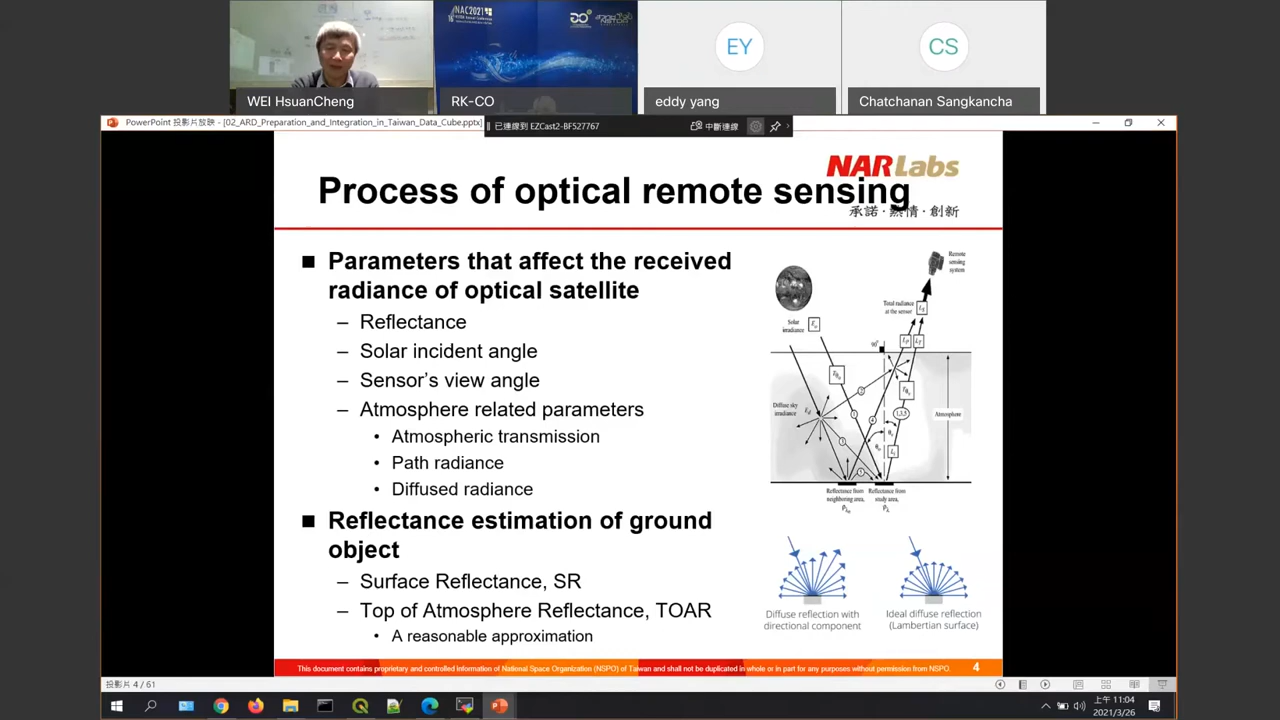 NAC2021
EY
CS
WEI HsuanCheng
RK-CO
eddy yang
Chatchanan Sangkancha
PowerPoint 投影片放映 - [02_ARD_Preparation_and_Integration_in_Taiwan_Data_Cube.pptx]
已連線到 EZCast2-BF527767
中斷連線
NARLabs
承諾·熱情·創新
Process of optical remote sensing
Parameters that affect the received
radiance of optical satellite
– Reflectance
– Solar incident angle
– Sensor's view angle
– Atmosphere related parameters
• Atmospheric transmission
• Path radiance
• Diffused radiance
Reflectance estimation of ground
object
– Surface Reflectance, SR
– Top of Atmosphere Reflectance, TOAR
• A reasonable approximation
Remote
sensing
system
Total radiance
at the sensor
Solar
irradiance
90°
Diffuse sky
irradiance
Atmosphere
Reflectance from
neighboring area,
Reflectance from
study area,
Diffuse reflection with
directional component
Ideal diffuse reflection
(Lambertian surface)
This document contains proprietary and controlled information of National Space Organization (NSPO) of Taiwan and shall not be duplicated in whole or in part for any purposes without permission from NSPO.
4
投影片 4 / 61
上午 11:04
2021/3/26